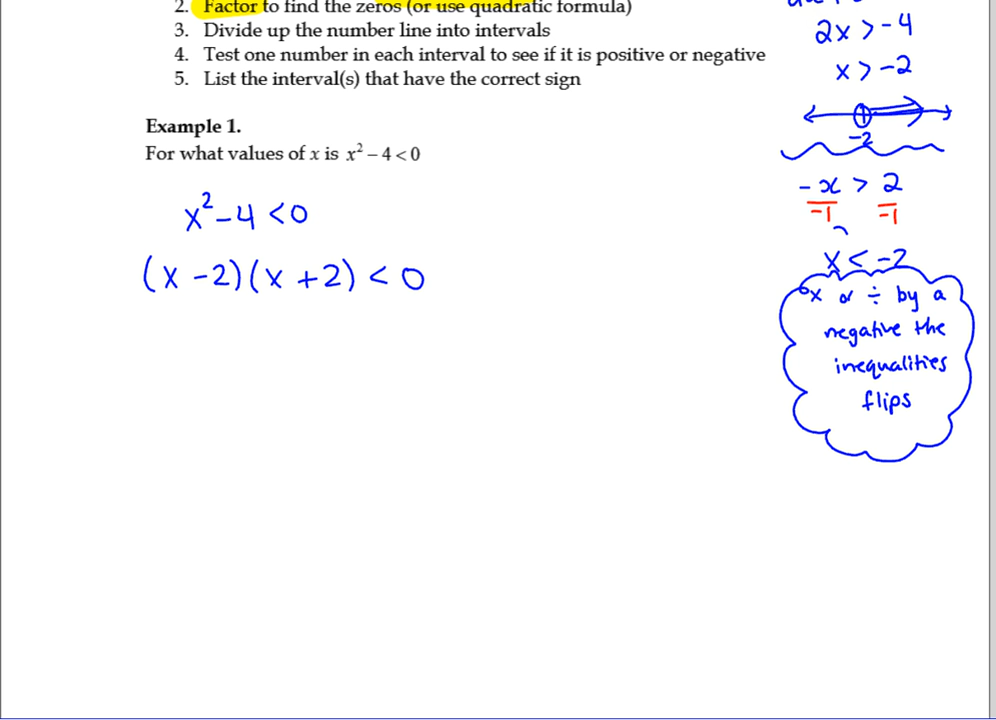 2. Factor to find the zeros (or use quadratic formula)
3. Divide up the number line into intervals
4. Test one number in each interval to see if it is positive or negative
5. List the interval(s) that have the correct sign
Example 1.
For what values of x is x² – 4 < 0
x² – 4 < 0
(x – 2)(x + 2) < 0
2x > –4
x > –2
–2
–x > 2
–1 –1
x < –2
x or ÷ by a
negative the
inequalities
flips